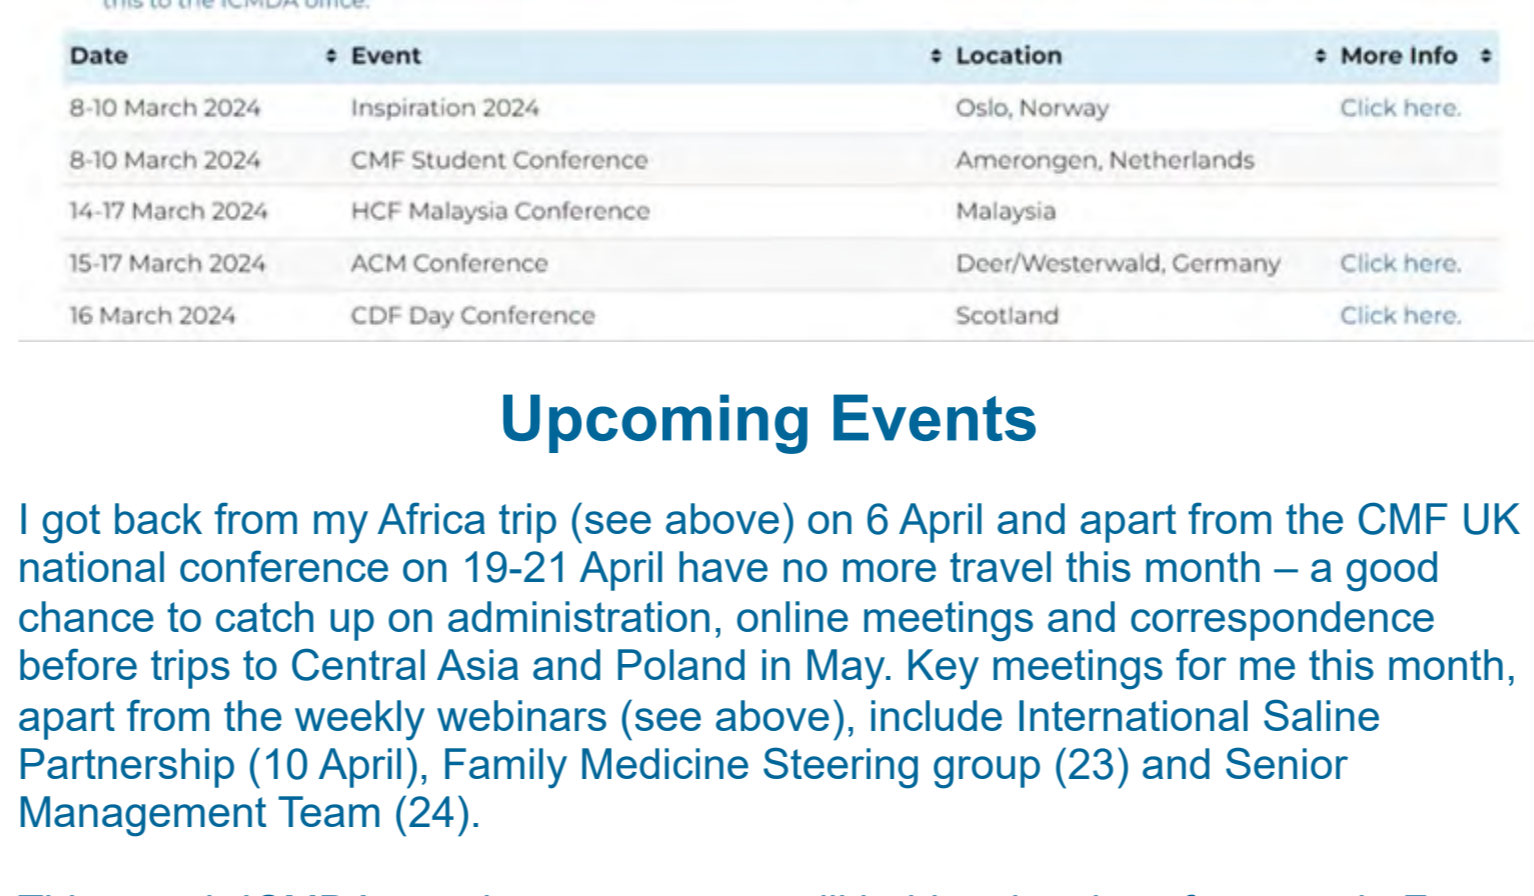 this to the ICMDA office.
Date Event Location More Info
8-10 March 2024 Inspiration 2024 Oslo, Norway Click here.
8-10 March 2024 CMF Student Conference Amerongen, Netherlands
14-17 March 2024 HCF Malaysia Conference Malaysia
15-17 March 2024 ACM Conference Deer/Westerwald, Germany Click here.
16 March 2024 CDF Day Conference Scotland Click here.
Upcoming Events
I got back from my Africa trip (see above) on 6 April and apart from the CMF UK
national conference on 19-21 April have no more travel this month – a good
chance to catch up on administration, online meetings and correspondence
before trips to Central Asia and Poland in May. Key meetings for me this month,
apart from the weekly webinars (see above), include International Saline
Partnership (10 April), Family Medicine Steering group (23) and Senior
Management Team (24).